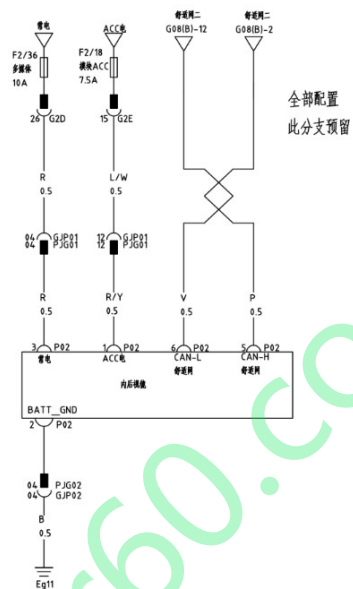 常电
ACC电
舒适网二
舒适网二
G08(B)-12
G08(B)-2
F2/36
多媒体
10A
F2/18
模块ACC
7.5A
全部配置
此分支预留
26 G2D
15 G2E
R
0.5
L/W
0.5
04 GJP01
04 PJG01
12 GJP01
12 PJG01
R
0.5
R/Y
0.5
V
0.5
P
0.5
3 P02
1 P02
6 P02
5 P02
常电
ACC电
CAN-L
舒适网
CAN-H
舒适网
BATT_GND
2 P02
04 PJG02
04 GJP02
B
0.5
Eg11
60.co